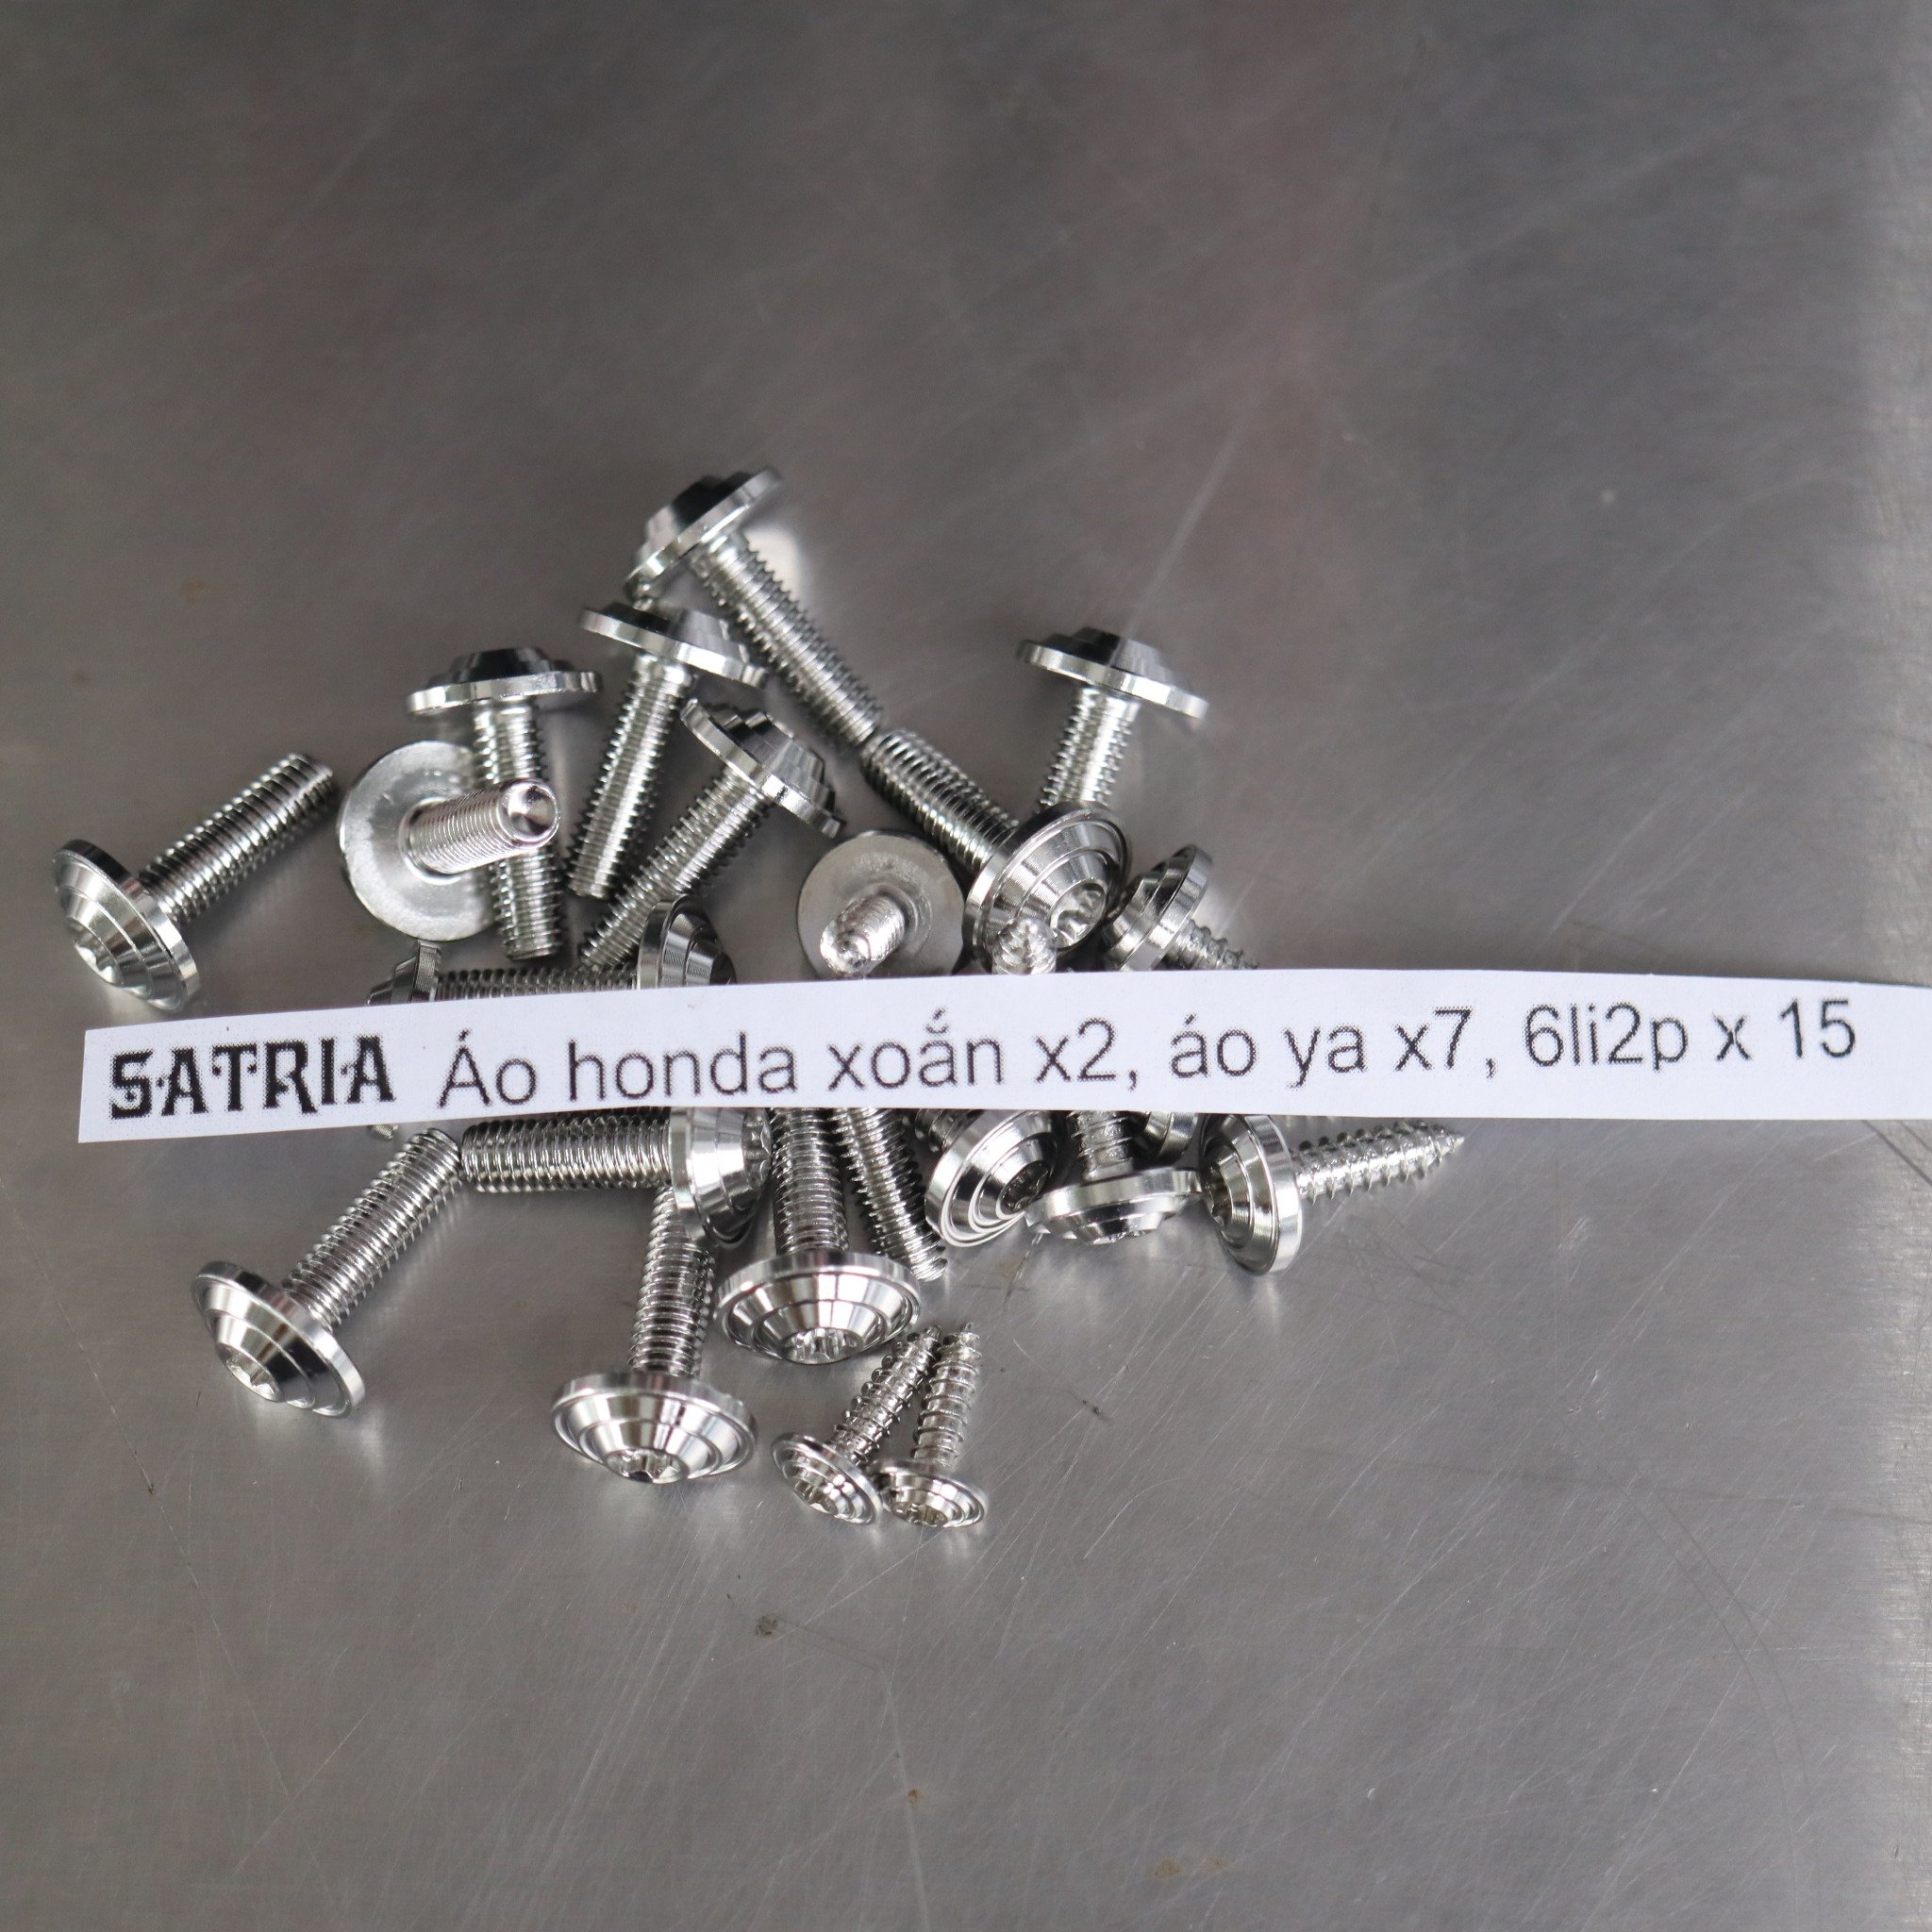 SATRIA Áo honda xoắn x2, áo ya x7, 6li2p x 15